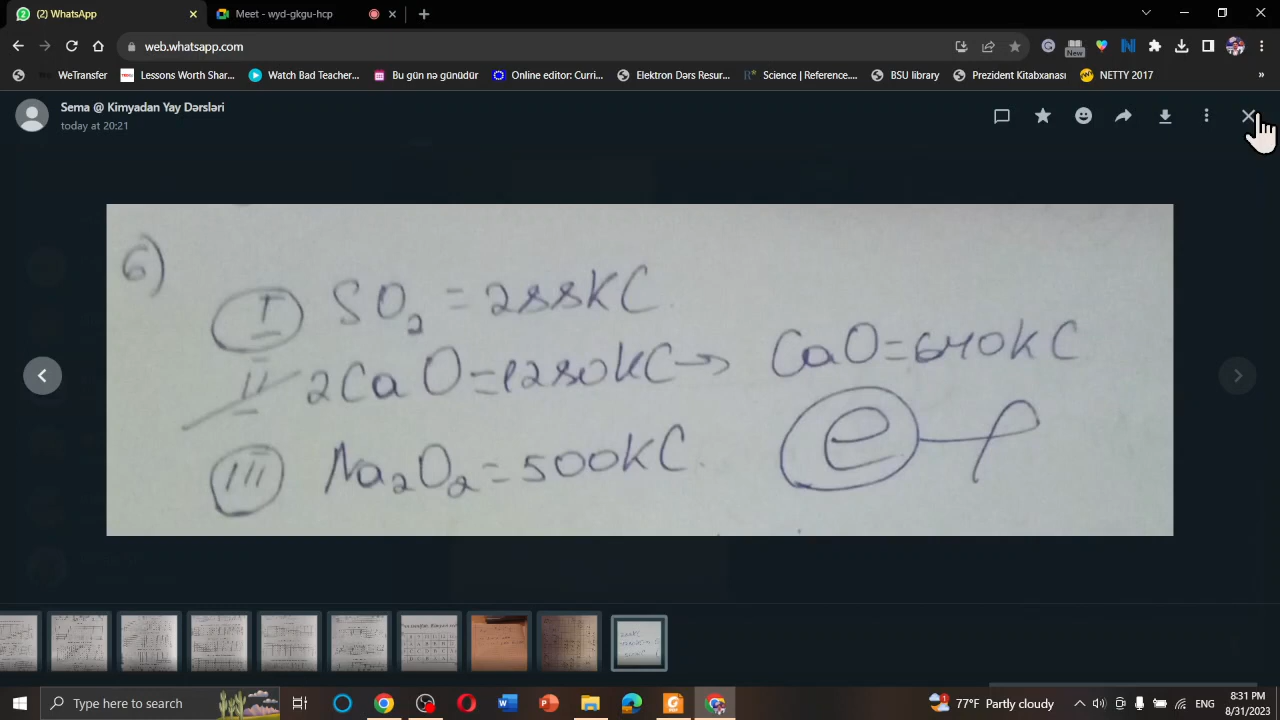 (2) WhatsApp
Meet - wyd-gkgu-hcp
web.whatsapp.com
New
WeTransfer
Lessons Worth Shar...
Watch Bad Teacher...
Bu gün nə günüdür
Online enerji: Curri...
Elektron Dərs Resur...
Science | (Reference....
BSU library
Prezident Kitabxanası
NETTY 2017
»
Sema @ Kimyadan Yay Dərsləri
today at 20:21
6)
I SO₂ = 288KC
II 2CaO=1280KC→ CaO=640KC
III Na₂O₂=500KC
e
Type here to search
77°F Partly cloudy
ENG
8:31 PM
8/31/2023